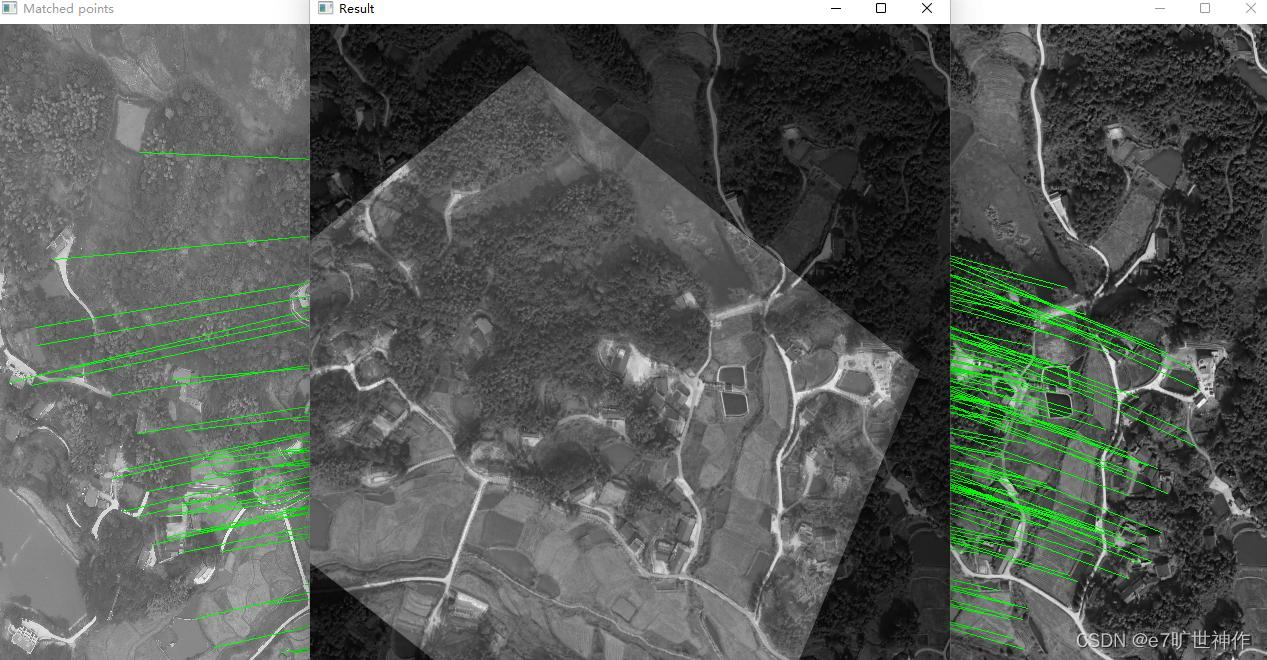 Matched points
Result
CSDN @e7旷世神作